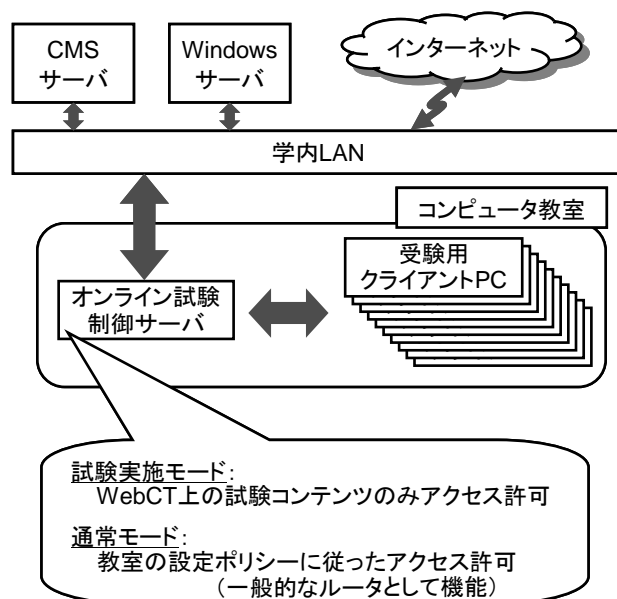 CMS
サーバ
Windows
サーバ
インターネット
学内LAN
コンピュータ教室
受験用
クライアントPC
オンライン試験
制御サーバ
試験実施モード:
WebCT上の試験コンテンツのみアクセス許可
通常モード:
教室の設定ポリシーに従ったアクセス許可
（一般的なルータとして機能）